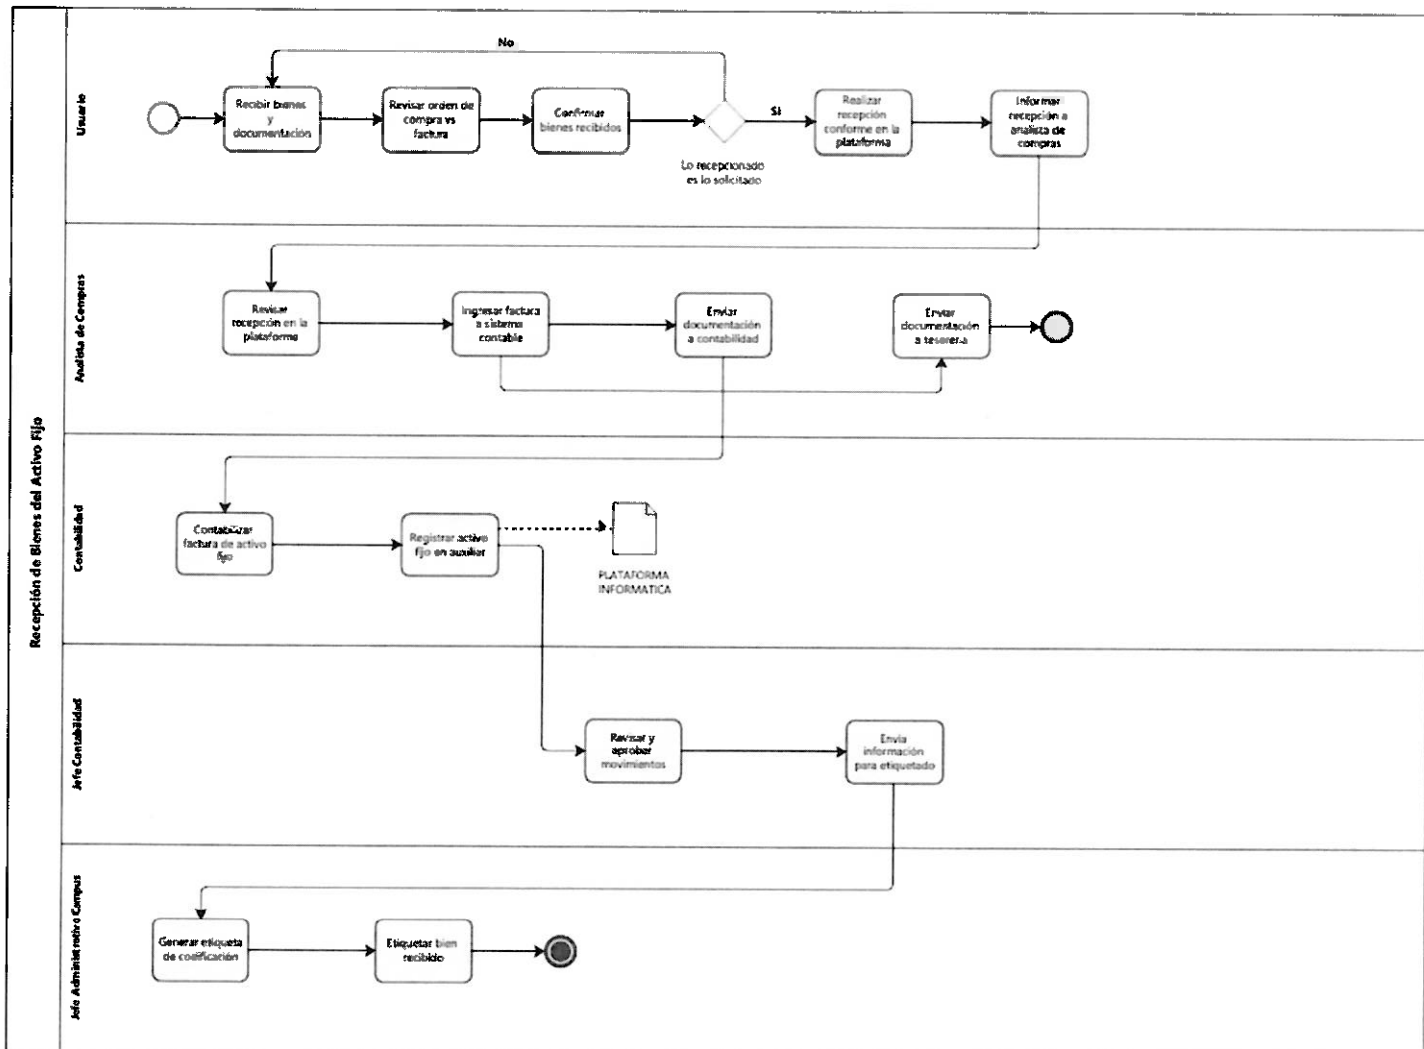 Recepción de Bienes del Activo Fijo
Usuario
No
Recibir bienes
y
documentación
Revisar orden de
compra vs
factura
Confirmar
bienes recibidos
Lo recepcionado
es lo solicitado
SI
Realizar
recepción
conforme en la
plataforma
Informar
recepción a
analista de
compras
Analista de Compras
Revisar
recepción en la
plataforma
Ingresar factura
a sistema
contable
Enviar
documentación
a contabilidad
Enviar
documentación
a tesoreria
Contabilidad
Contabilizar
factura de activo
fijo
Registrar activo
fijo en auxiliar
PLATAFORMA
INFORMATICA
Jefe Contabilidad
Revisar y
aprobar
movimientos
Envia
información
para etiquetado
Jefe Administrativo Campus
Generar etiqueta
de codificación
Etiquetar bien
recibido